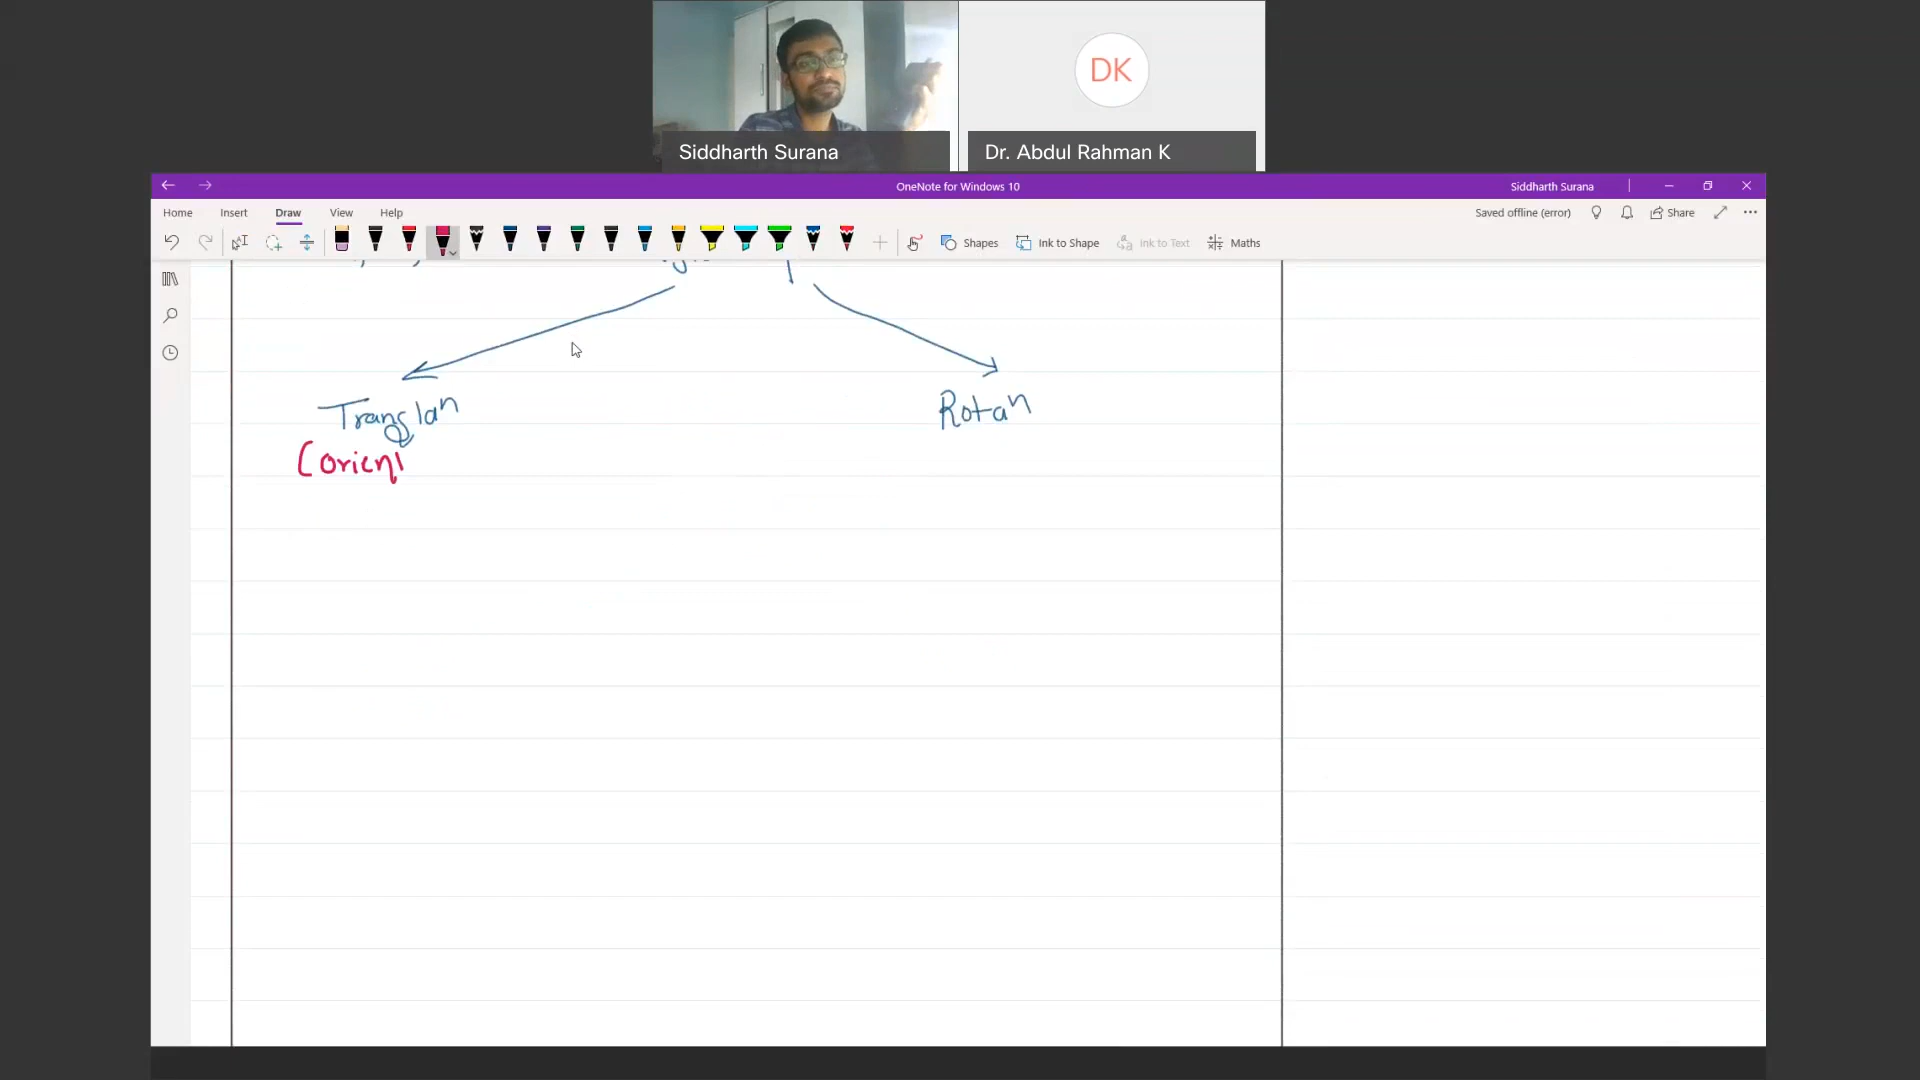 DK
Siddharth Surana
Dr. Abdul Rahman K
OneNote for Windows 10
Siddharth Surana
Home Insert Draw View Help
Saved offline (error)
Share
Shapes
Ink to Shape
Ink to Text
Maths
Translaⁿ
Rotaⁿ
(orien